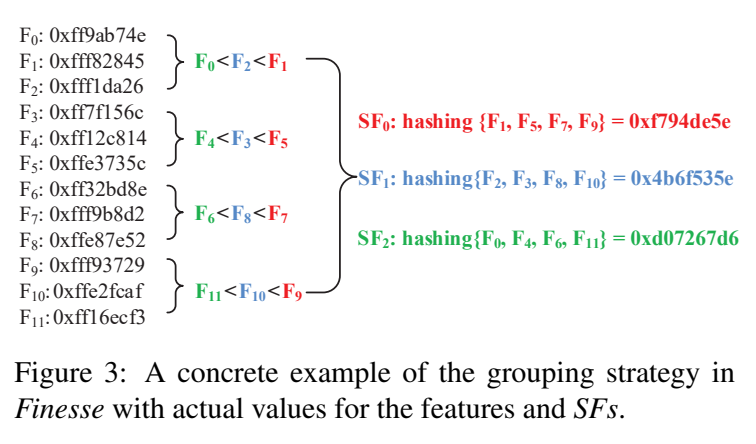 F₀: 0xff9ab74e
F₁: 0xfff82845
F₂: 0xfff1da26
F₃: 0xff7f156c
F₄: 0xff12c814
F₅: 0xffe3735c
F₆: 0xff32bd8e
F₇: 0xfff9b8d2
F₈: 0xffe87e52
F₉: 0xfff93729
F₁₀: 0xffe2fcaf
F₁₁: 0xff16ecf3
F₀<F₂<F₁
F₄<F₃<F₅
F₆<F₈<F₇
F₁₁<F₁₀<F₉
SF₀: hashing {F₁, F₅, F₇, F₉} = 0xf794de5e
SF₁: hashing{F₂, F₃, F₈, F₁₀} = 0x4b6f535e
SF₂: hashing{F₀, F₄, F₆, F₁₁} = 0xd07267d6
Figure 3: A concrete example of the grouping strategy in
Finesse with actual values for the features and SFs.